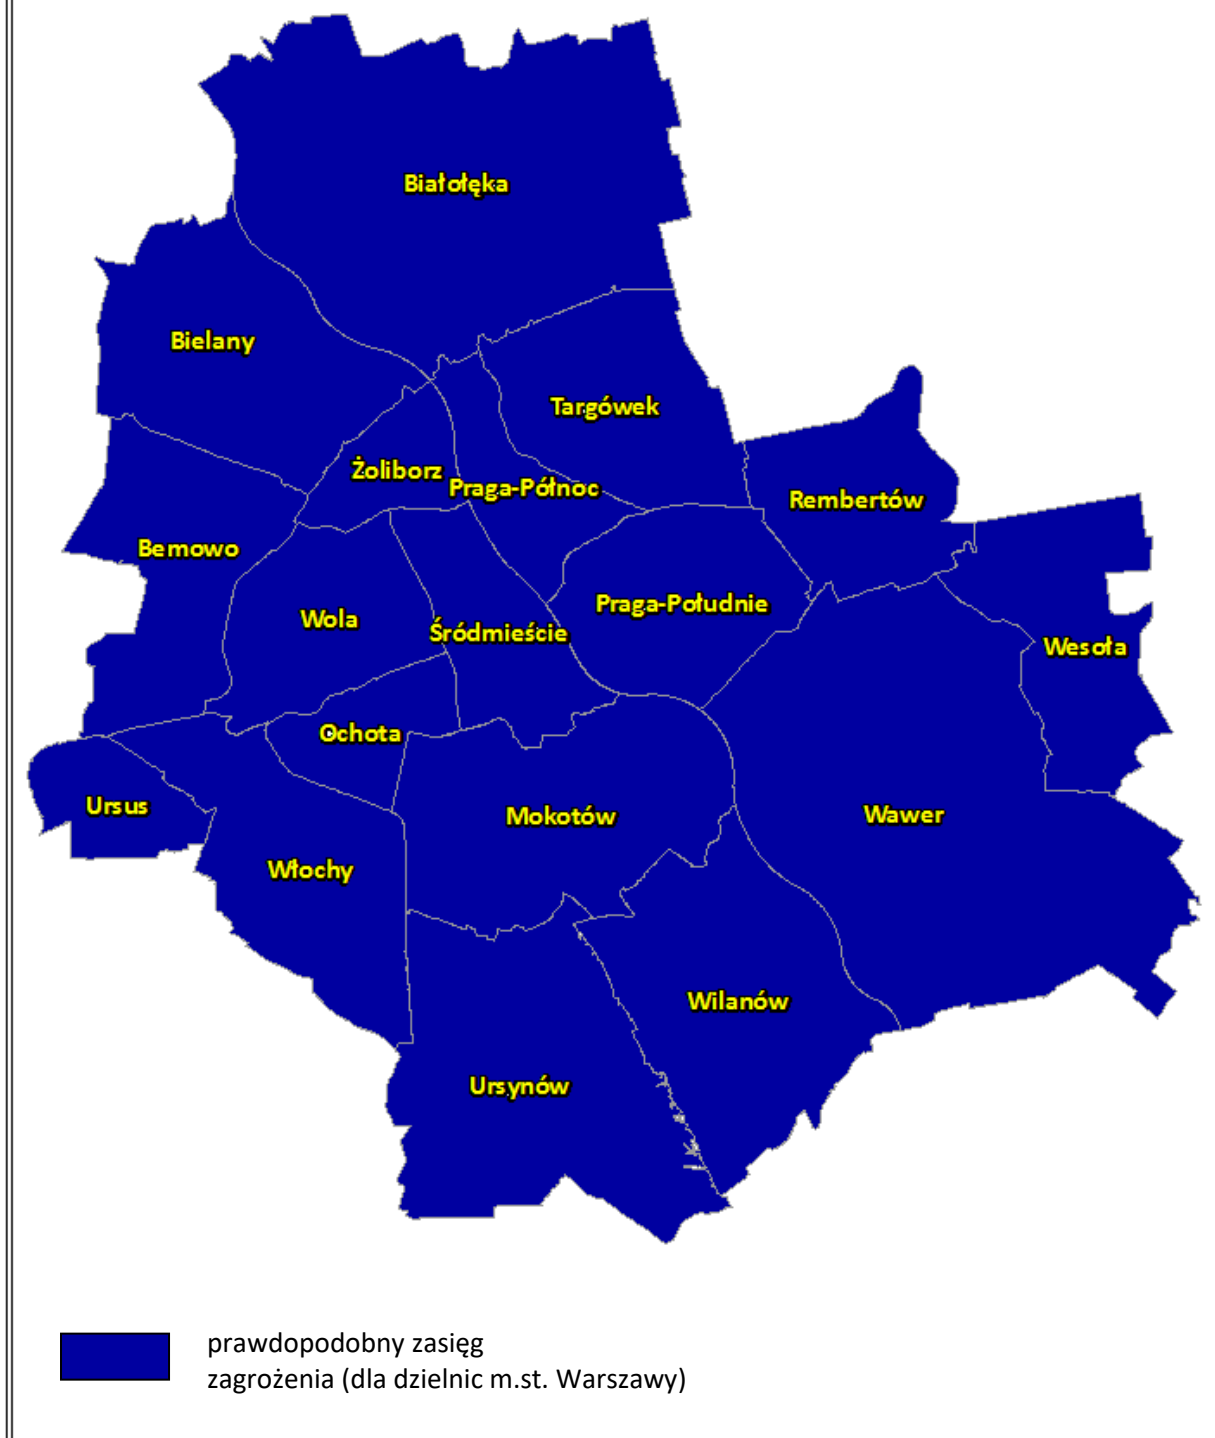 Białołęka
Bielany
Targówek
Żoliborz
Praga-Północ
Rembertów
Bemowo
Praga-Południe
Wola
Śródmieście
Wesoła
Ochota
Ursus
Mokotów
Wawer
Włochy
Wilanów
Ursynów
prawdopodobny zasięg
zagrożenia (dla dzielnic m.st. Warszawy)